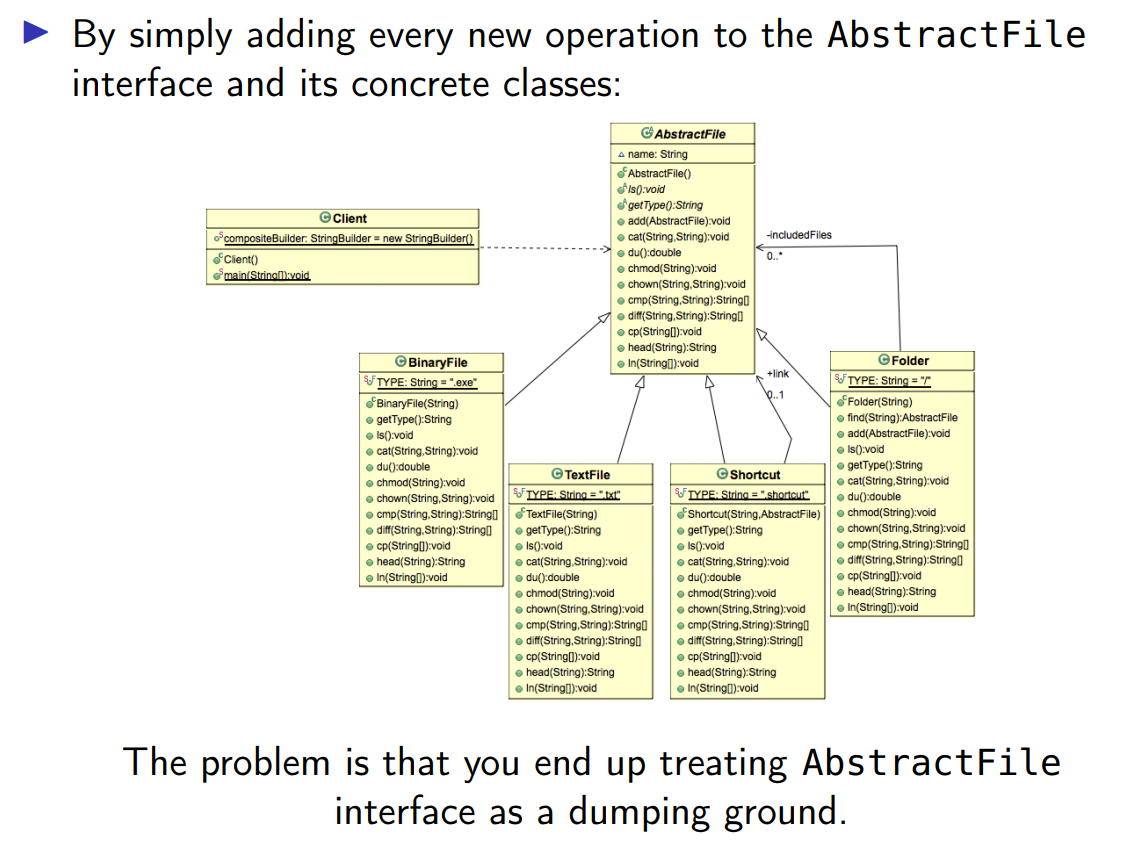 By simply adding every new operation to the AbstractFile
interface and its concrete classes:
AbstractFile
name: String
AbstractFile()
ls():void
getType():String
add(AbstractFile):void
cat(String,String):void
du():double
chmod(String):void
chown(String,String):void
cmp(String,String):String[]
diff(String,String):String[]
cp(String[]):void
head(String):String
ln(String[]):void
Client
compositeBuilder: StringBuilder = new StringBuilder()
Client()
main(String[]):void
-includedFiles
0..*
+link
0..1
BinaryFile
TYPE: String = ".exe"
BinaryFile(String)
getType():String
ls():void
cat(String,String):void
du():double
chmod(String):void
chown(String,String):void
cmp(String,String):String[]
diff(String,String):String[]
cp(String[]):void
head(String):String
ln(String[]):void
TextFile
TYPE: String = ".txt"
TextFile(String)
getType():String
ls():void
cat(String,String):void
du():double
chmod(String):void
chown(String,String):void
cmp(String,String):String[]
diff(String,String):String[]
cp(String[]):void
head(String):String
ln(String[]):void
Shortcut
TYPE: String = ".shortcut"
Shortcut(String,AbstractFile)
getType():String
ls():void
cat(String,String):void
du():double
chmod(String):void
chown(String,String):void
cmp(String,String):String[]
diff(String,String):String[]
cp(String[]):void
head(String):String
ln(String[]):void
Folder
TYPE: String = "/"
Folder(String)
find(String):AbstractFile
add(AbstractFile):void
ls():void
getType():String
cat(String,String):void
du():double
chmod(String):void
chown(String,String):void
cmp(String,String):String[]
diff(String,String):String[]
cp(String[]):void
head(String):String
ln(String[]):void
The problem is that you end up treating AbstractFile
interface as a dumping ground.